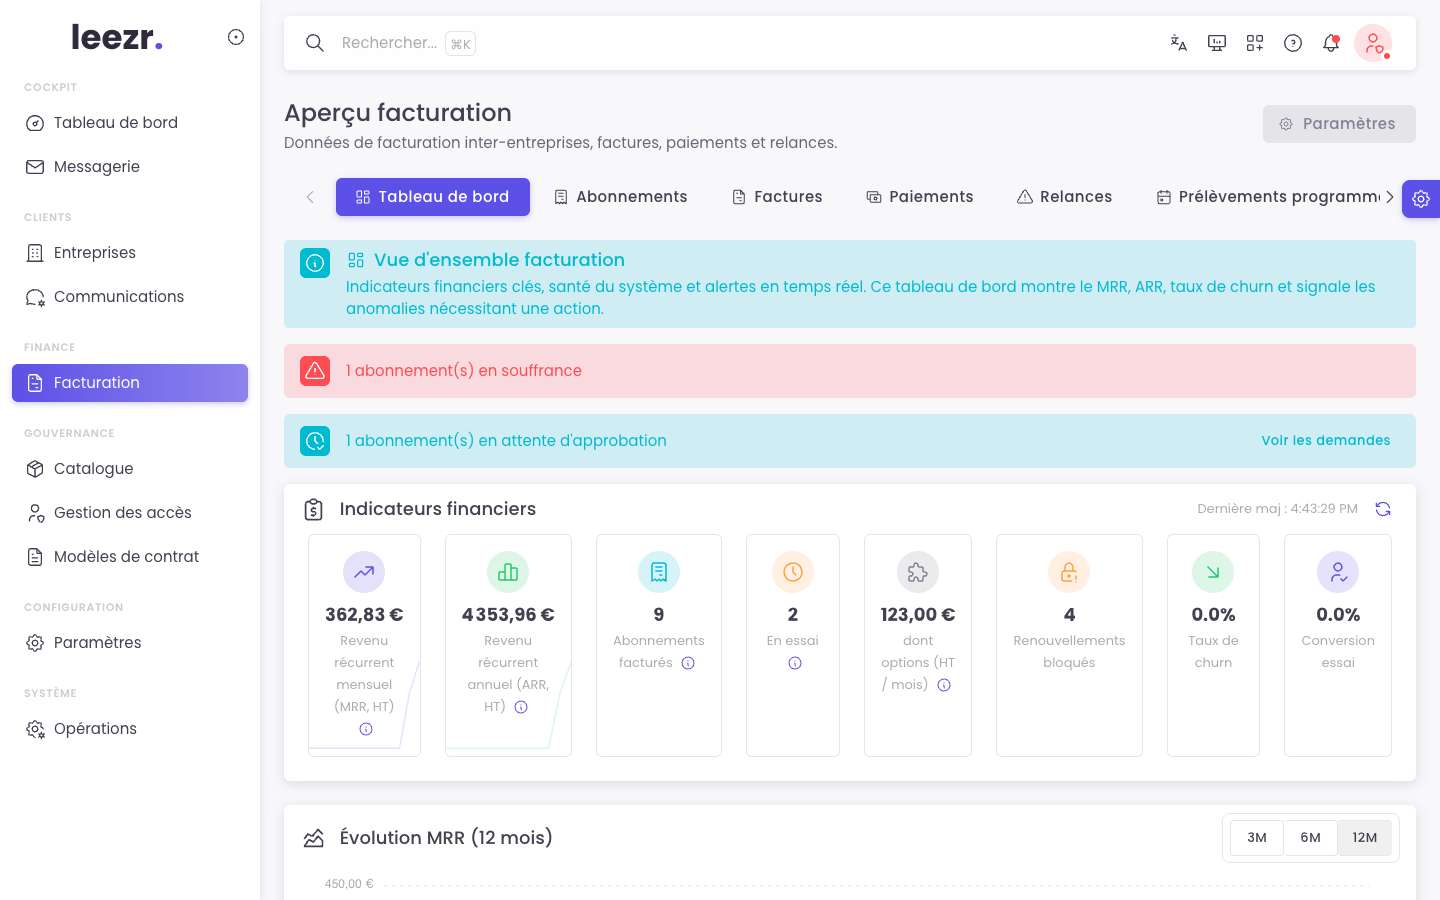 leezr.
COCKPIT
Tableau de bord
Messagerie
CLIENTS
Entreprises
Communications
FINANCE
Facturation
GOUVERNANCE
Catalogue
Gestion des accès
Modèles de contrat
CONFIGURATION
Paramètres
SYSTÈME
Opérations
Rechercher... ⌘K
Aperçu facturation
Données de facturation inter-entreprises, factures, paiements et relances.
Paramètres
Tableau de bord
Abonnements
Factures
Paiements
Relances
Prélèvements programm
Vue d'ensemble facturation
Indicateurs financiers clés, santé du système et alertes en temps réel. Ce tableau de bord montre le MRR, ARR, taux de churn et signale les
anomalies nécessitant une action.
1 abonnement(s) en souffrance
1 abonnement(s) en attente d'approbation
Voir les demandes
Indicateurs financiers
Dernière maj : 4:43:29 PM
362,83 €
Revenu
récurrent
mensuel
(MRR, HT)
4 353,96 €
Revenu
récurrent
annuel (ARR,
HT)
9
Abonnements
facturés
2
En essai
123,00 €
dont
options (HT
/ mois)
4
Renouvellements
bloqués
0.0%
Taux de
churn
0.0%
Conversion
essai
Évolution MRR (12 mois)
3M
6M
12M
450,00 €